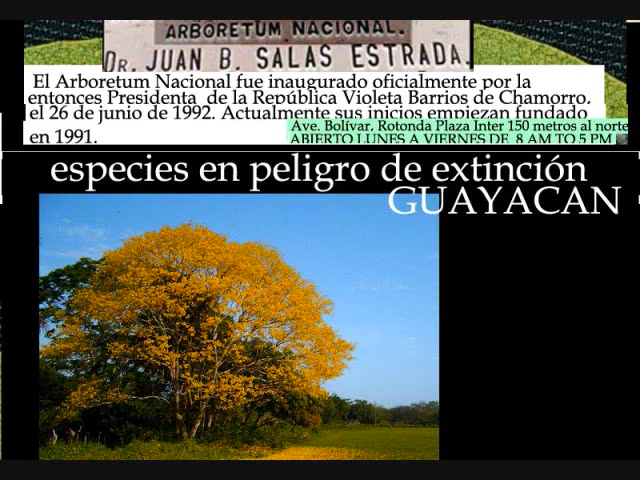 ARBORETUM NACIONAL.
DR. JUAN B. SALAS ESTRADA.
El Arboretum Nacional fue inaugurado oficialmente por la
entonces Presidenta de la República Violeta Barrios de Chamorro,
el 26 de junio de 1992. Actualmente sus inicios empiezan fundado
en 1991.
Ave. Bolívar, Rotonda Plaza Inter 150 metros al norte
ABIERTO LUNES A VIERNES DE 8 AM TO 5 PM
especies en peligro de extinción
GUAYACAN